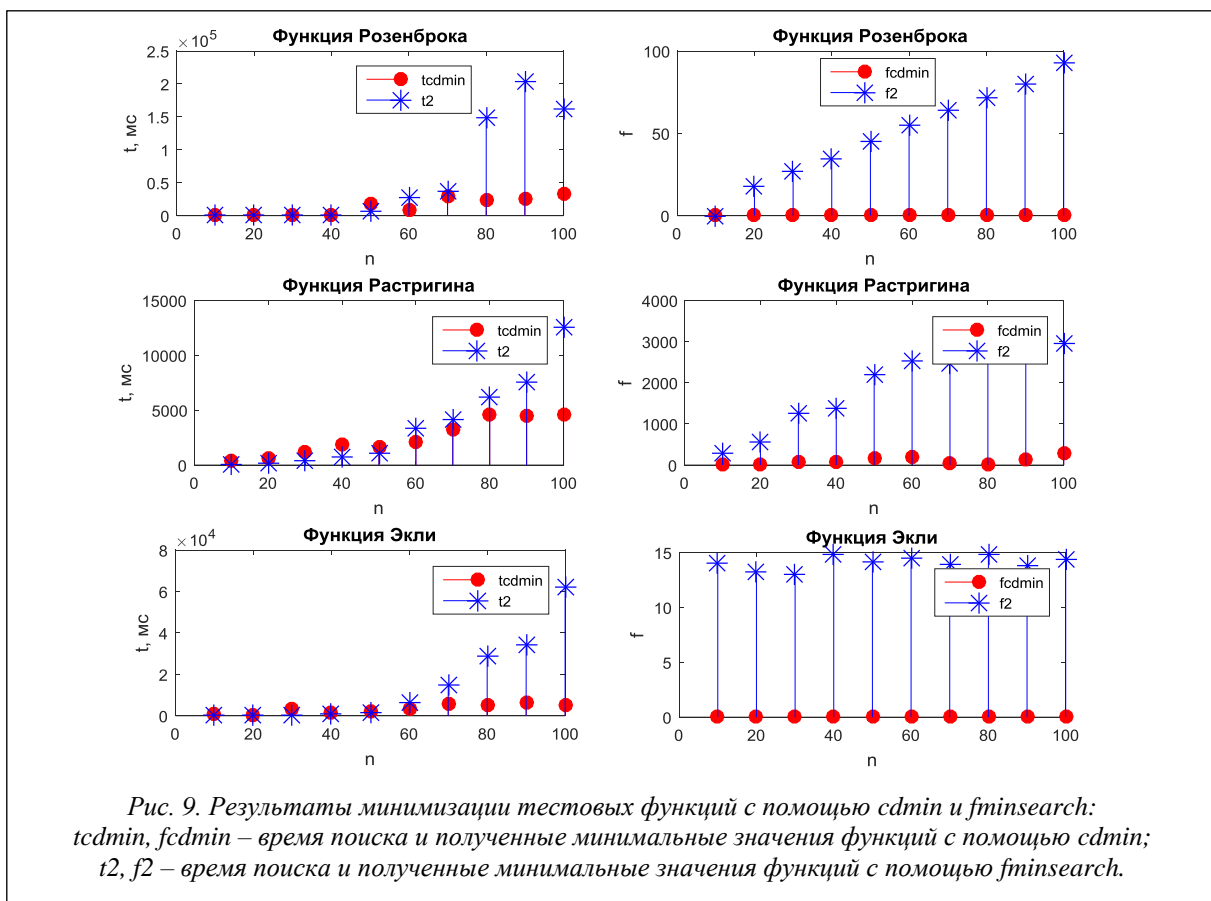 Функция Розенброка
×10⁵
2.5
2
1.5
1
0.5
0
t, мс
tcdmin
t2
0 20 40 60 80 100
n
Функция Розенброка
100
50
0
f
fcdmin
f2
0 20 40 60 80 100
n
Функция Растригина
15000
10000
5000
0
t, мс
tcdmin
t2
0 20 40 60 80 100
n
Функция Растригина
4000
3000
2000
1000
0
f
fcdmin
f2
0 20 40 60 80 100
n
Функция Экли
×10⁴
8
6
4
2
0
t, мс
tcdmin
t2
0 20 40 60 80 100
n
Функция Экли
15
10
5
0
f
fcdmin
f2
0 20 40 60 80 100
n
Рис. 9. Результаты минимизации тестовых функций с помощью cdmin и fminsearch:
tcdmin, fcdmin – время поиска и полученные минимальные значения функций с помощью cdmin;
t2, f2 – время поиска и полученные минимальные значения функций с помощью fminsearch.